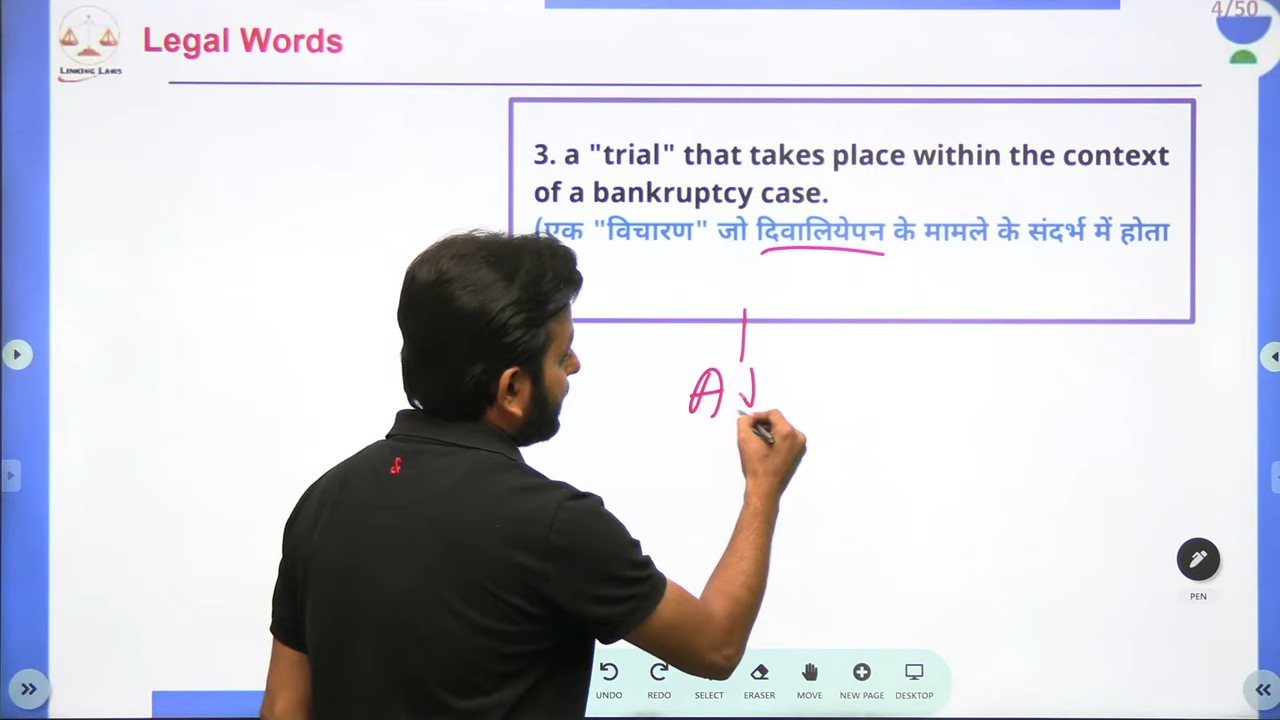 4/50
Legal Words
LINKING LAWS
3. a "trial" that takes place within the context
of a bankruptcy case.
(एक "विचारण" जो दिवालियेपन के मामले के संदर्भ में होता
A
PEN
UNDO
REDO
SELECT
ERASER
MOVE
NEW PAGE
DESKTOP